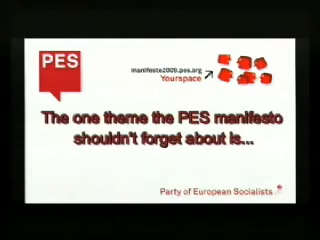 PES
manifesto2009.pes.org
Yourspace
The one theme the PES manifesto
shouldn't forget about is...
Party of European Socialists